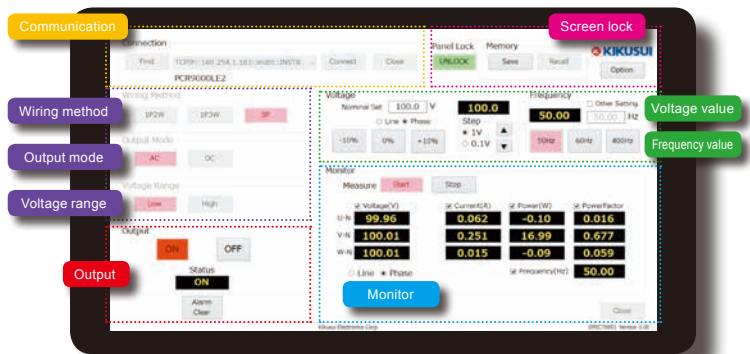 Communication
Screen lock
Connection
Find
Connect
Close
PCR9000LE2
Panel Lock
UNLOCK
Memory
Save
Recall
KIKUSUI
Option
Wiring method
Wiring Method
1P2W
1P3W
3P
Output mode
Output Mode
AC
DC
Voltage range
Voltage Range
Low
High
Voltage
Nominal Set 100.0 V
Line Phase
-10%
0%
+10%
100.0
Step
1V
0.1V
Frequency
Other Setting
50.00
50.00 Hz
50Hz
60Hz
400Hz
Voltage value
Frequency value
Monitor
Measure Start Stop
Voltage(V) Current(A) Power(W) PowerFactor
U-N 99.96 0.062 -0.10 0.016
V-N 100.01 0.251 16.99 0.677
W-N 100.01 0.015 -0.09 0.059
Line Phase
Frequency(Hz) 50.00
Monitor
Close
Output
Output
ON
OFF
Status
ON
Alarm
Clear
Kikusui Electronics Corp.